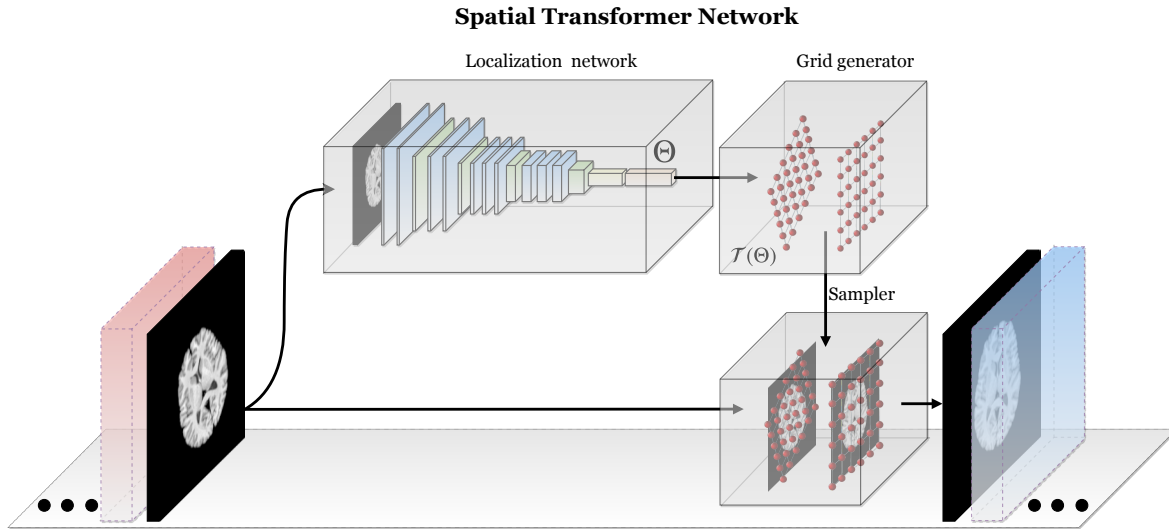 Spatial Transformer Network
Localization network
Grid generator
Θ
𝒯(Θ)
Sampler